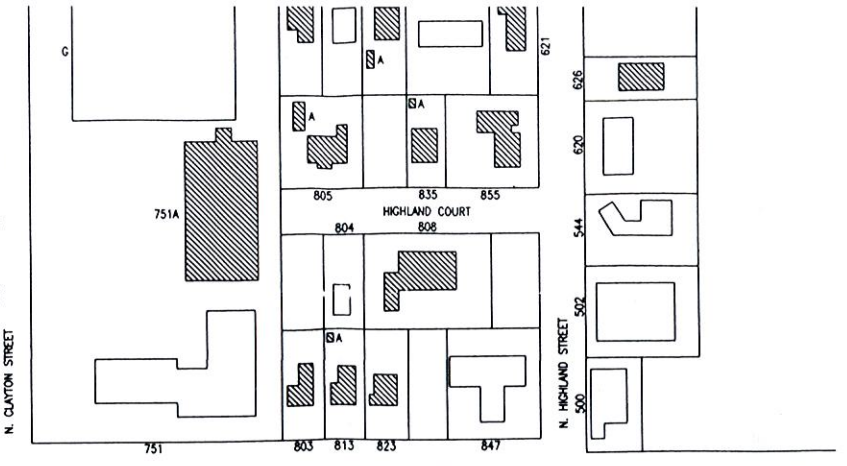 G
A
621
626
A
A
620
751A
805
835
855
HIGHLAND COURT
804
808
544
502
N. CLAYTON STREET
A
N. HIGHLAND STREET
500
751
803
813
823
847